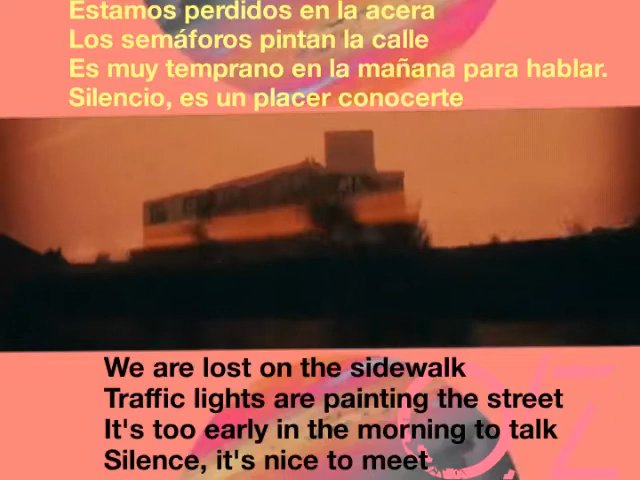 Estamos perdidos en la acera
Los semáforos pintan la calle
Es muy temprano en la mañana para hablar.
Silencio, es un placer conocerte
We are lost on the sidewalk
Traffic lights are painting the street
It's too early in the morning to talk
Silence, it's nice to meet